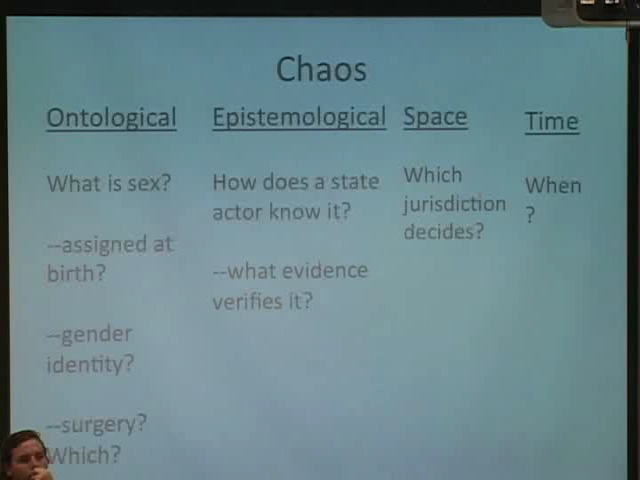 Chaos
Ontological
What is sex?
--assigned at
birth?
--gender
identity?
--surgery?
Which?
Epistemological
How does a state
actor know it?
--what evidence
verifies it?
Space
Which
jurisdiction
decides?
Time
When
?